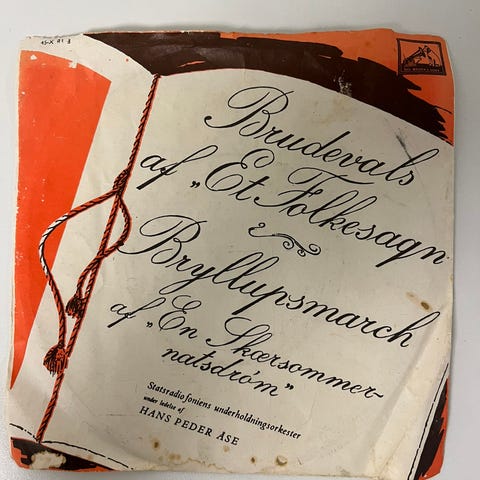 Brudevals
af „Et Folkesagn
Bryllupsmarch
af „En Skærsommer-
natsdrøm"
Statsradiofoniens underholdningsorkester
under ledelse af
HANS PEDER ÅSE